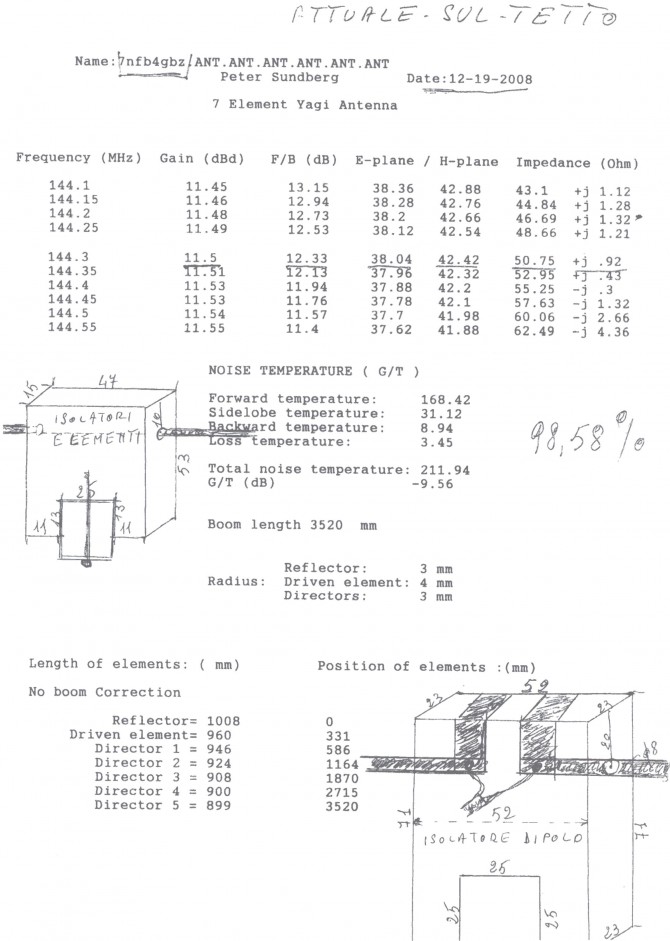 ATTUALE - SUL - TETTO
Name: 7nfb4gbz/ANT.ANT.ANT.ANT.ANT.ANT
Peter Sundberg Date:12-19-2008
7 Element Yagi Antenna
Frequency (MHz) Gain (dBd) F/B (dB) E-plane / H-plane Impedance (Ohm)
144.1 11.45 13.15 38.36 42.88 43.1 +j 1.12
144.15 11.46 12.94 38.28 42.76 44.84 +j 1.28
144.2 11.48 12.73 38.2 42.66 46.69 +j 1.32
144.25 11.49 12.53 38.12 42.54 48.66 +j 1.21
144.3 11.5 12.33 38.04 42.42 50.75 +j .92
144.35 11.51 12.13 37.96 42.32 52.95 +j .43
144.4 11.53 11.94 37.88 42.2 55.25 -j .3
144.45 11.53 11.76 37.78 42.1 57.63 -j 1.32
144.5 11.54 11.57 37.7 41.98 60.06 -j 2.66
144.55 11.55 11.4 37.62 41.88 62.49 -j 4.36
NOISE TEMPERATURE ( G/T )
Forward temperature: 168.42
Sidelobe temperature: 31.12
Backward temperature: 8.94
Loss temperature: 3.45
Total noise temperature: 211.94
G/T (dB) -9.56
98,58%
15 47
ISOLATORI
ELEMENTI
10
53
25
13 13
11 11
Boom length 3520 mm
Reflector: 3 mm
Radius: Driven element: 4 mm
Directors: 3 mm
Length of elements: ( mm) Position of elements :(mm)
No boom Correction
Reflector= 1008 0
Driven element= 960 331
Director 1 = 946 586
Director 2 = 924 1164
Director 3 = 908 1870
Director 4 = 900 2715
Director 5 = 899 3520
52
23 23
20
52
ISOLATORE DIPOLO
77 77
25
25 25
23